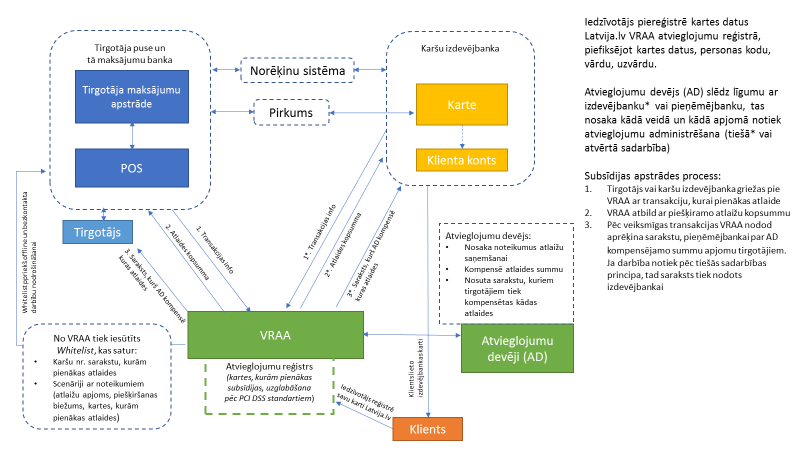 Tirgotāja puse un
tā maksājumu banka
Tirgotāja maksājumu
apstrāde
POS
Norēķinu sistēma
Pirkums
Karšu izdevējbanka
Karte
Klienta konts
Tirgotājs
Whitelist pirkšs offline un bezkontakta
darbību nodrošināšanai
3. Saraksts, kurš AD kompensē
kuras atlaides
2. Atlaides kopsumma
1. Transakcijas info
1*. Transakcijas info
2*. Atlaides kopsumma
3*. Saraksts, kurš AD kompensē
kuras atlaides
Atvieglojumu devējs:
• Nosaka noteikumus atlaižu
saņemšanai
• Kompensē atlaides summu
• Nosuta sarakstu, kuriem
tirgotājiem tiek
kompensētas kādas
atlaides
VRAA
Atvieglojumu
devēji (AD)
No VRAA tiek iesūtīts
Whitelist, kas satur:
• Karšu nr. sarakstu, kurām
pienākas atlaides
• Scenāriji ar noteikumiem
(atlaižu apjoms, piešķiršanas
biežums, kartes, kurām
pienākas atlaides)
Atvieglojumu reģistrs
(kartes, kurām pienākas
subsīdijas, uzglabāšana
pēc PCI DSS standartiem)
Iedzīvotājs reģistrē
savu karti Latvija.lv
Klients lieto
izdevējbankas karti
Klients
Iedzīvotājs piereģistrē kartes datus
Latvija.lv VRAA atvieglojumu reģistrā,
piefiksējot kartes datus, personas kodu,
vārdu, uzvārdu.
Atvieglojumu devējs (AD) slēdz līgumu ar
izdevējbanku* vai pieņēmējbanku, tas
nosaka kādā veidā un kādā apjomā notiek
atvieglojumu administrēšana (tiešā* vai
atvērtā sadarbība)
Subsīdijas apstrādes process:
1. Tirgotājs vai karšu izdevējbanka griežas pie
VRAA ar transakciju, kurai pienākas atlaide
2. VRAA atbild ar piešķiramo atlaižu kopsummu
3. Pēc veiksmīgas transakcijas VRAA nodod
aprēķina sarakstu, pieņēmējbankai par AD
kompensējamo summu apjomu tirgotājiem.
Ja darbība notiek pēc tiešās sadarbības
principa, tad saraksts tiek nodots
izdevējbankai